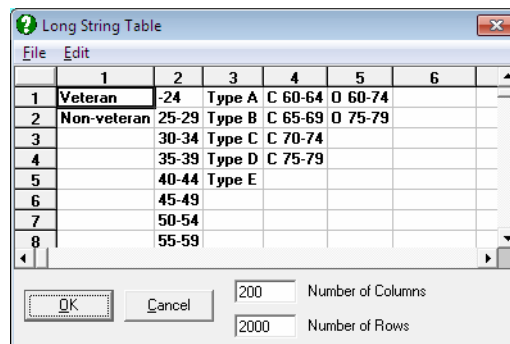 Long String Table
File Edit
1 2 3 4 5 6
1 Veteran -24 Type A C 60-64 O 60-74
2 Non-veteran 25-29 Type B C 65-69 O 75-79
3 30-34 Type C C 70-74
4 35-39 Type D C 75-79
5 40-44 Type E
6 45-49
7 50-54
8 55-59
OK Cancel 200 Number of Columns
2000 Number of Rows